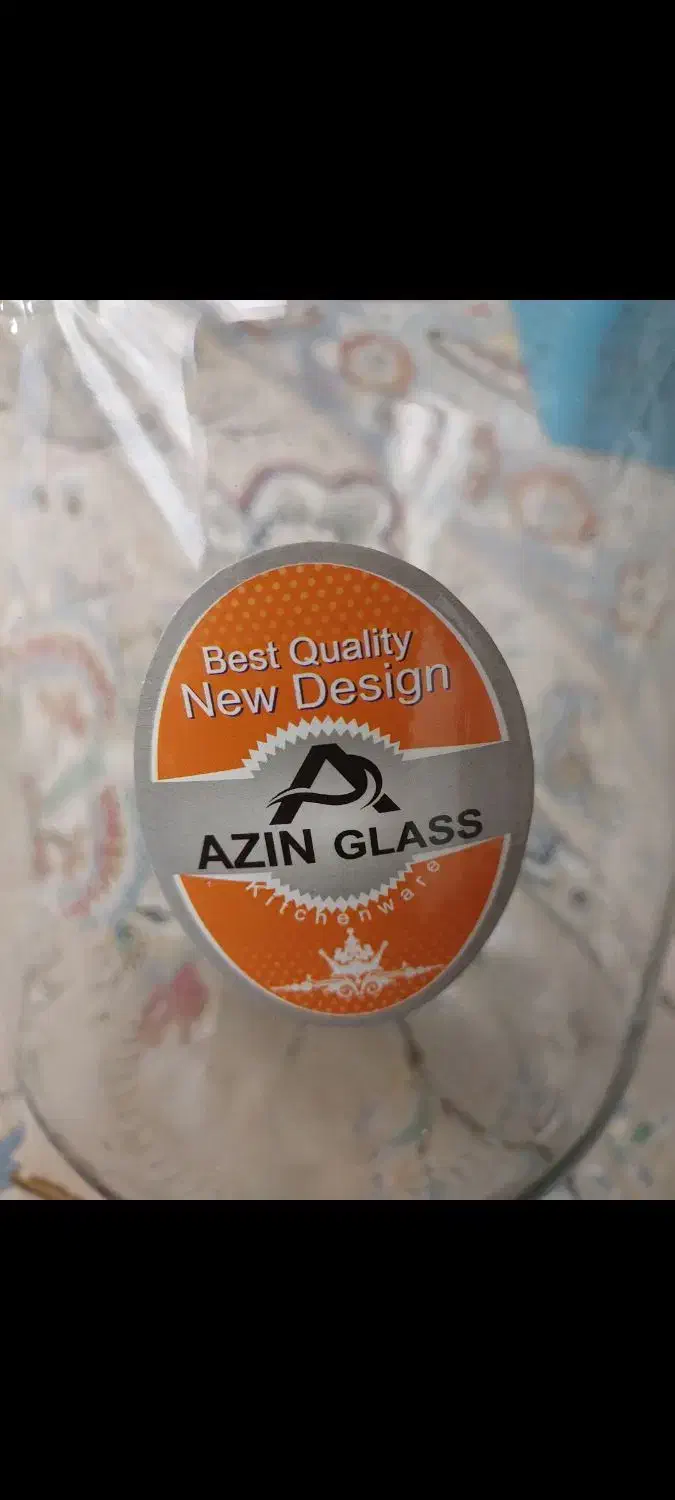 Best Quality
New Design
AZIN GLASS
Kitchenware